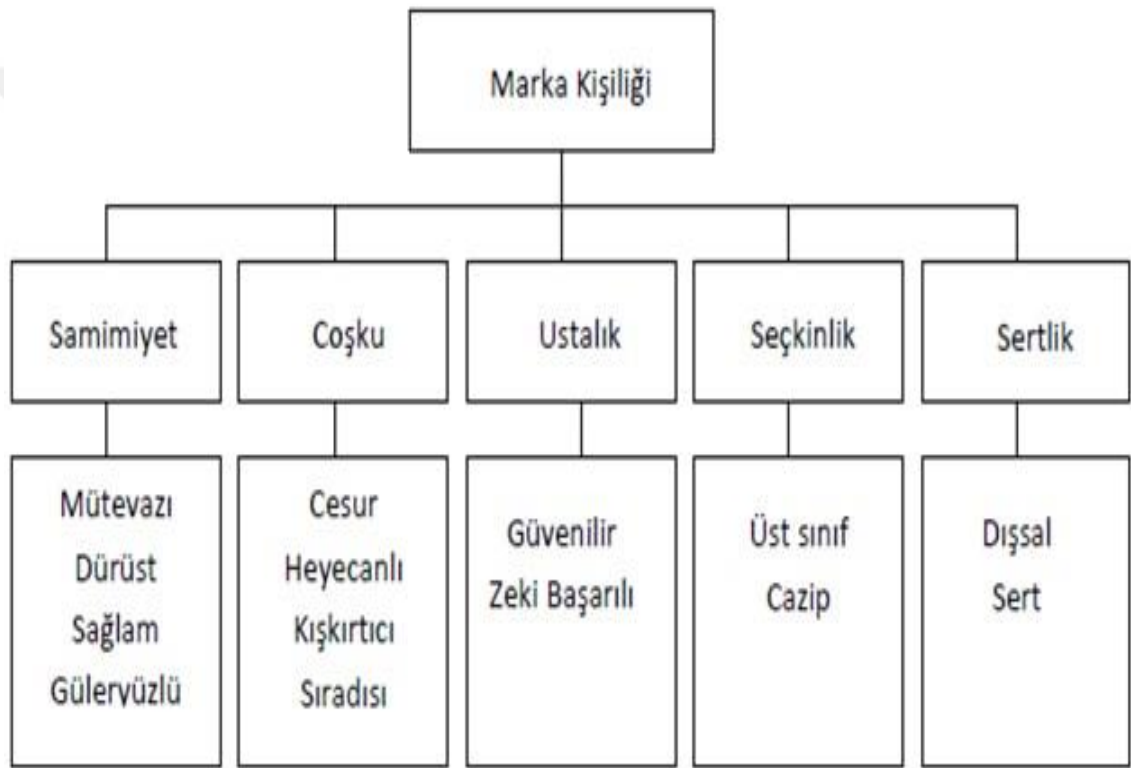 Marka Kişiliği
Samimiyet
Coşku
Ustalık
Seçkinlik
Sertlik
Mütevazı
Dürüst
Sağlam
Güleryüzlü
Cesur
Heyecanlı
Kışkırtıcı
Sıradısı
Güvenilir
Zeki Başarılı
Üst sınıf
Cazip
Dışsal
Sert